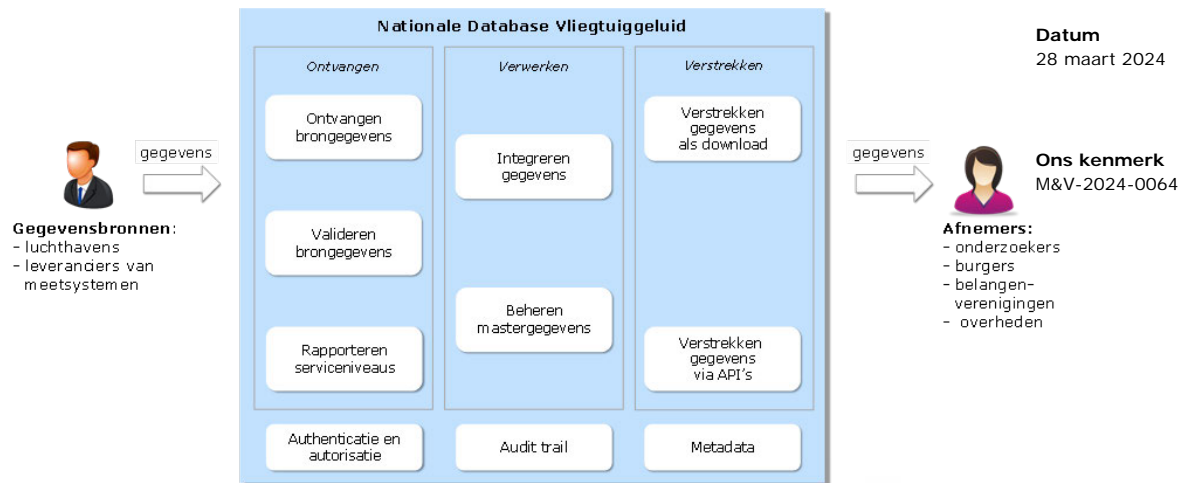 Nationale Database Vliegtuiggeluid
Datum
28 maart 2024
Ontvangen
Verwerken
Verstrekken
Ontvangen
brongegevens
Valideren
brongegevens
Rapporteren
serviceniveaus
Integreren
gegevens
Beheren
mastergegevens
Verstrekken
gegevens
als download
Verstrekken
gegevens
via API's
Authenticatie en
autorisatie
Audit trail
Metadata
gegevens
Gegevensbronnen:
- luchthavens
- leveranciers van
meetsystemen
gegevens
Ons kenmerk
M&V-2024-0064
Afnemers:
- onderzoekers
- burgers
- belangen-
verenigingen
- overheden